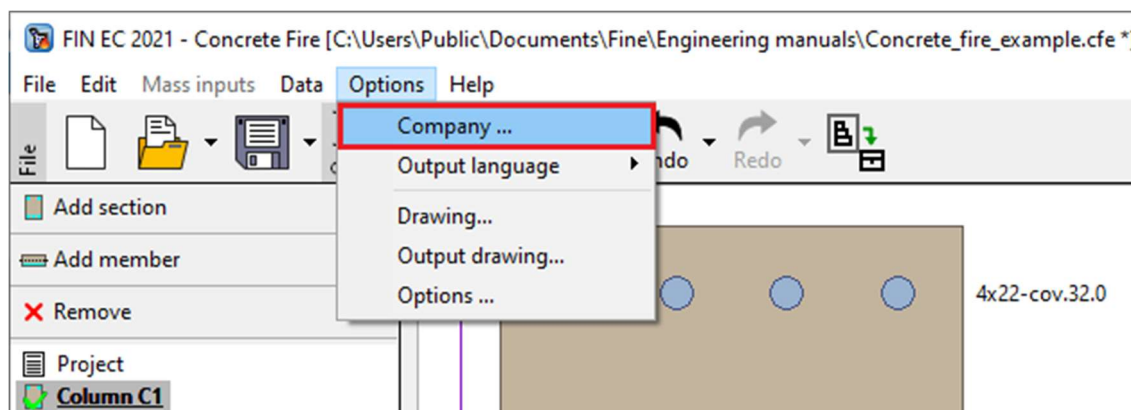 FIN EC 2021 - Concrete Fire [C:\Users\Public\Documents\Fine\Engineering manuals\Concrete_fire_example.cfe *]
File Edit Mass inputs Data Options Help
File
Redo
Company ...
Output language
Drawing...
Output drawing...
Options ...
Add section
Add member
Remove
Project
Column C1
4x22-cov.32.0